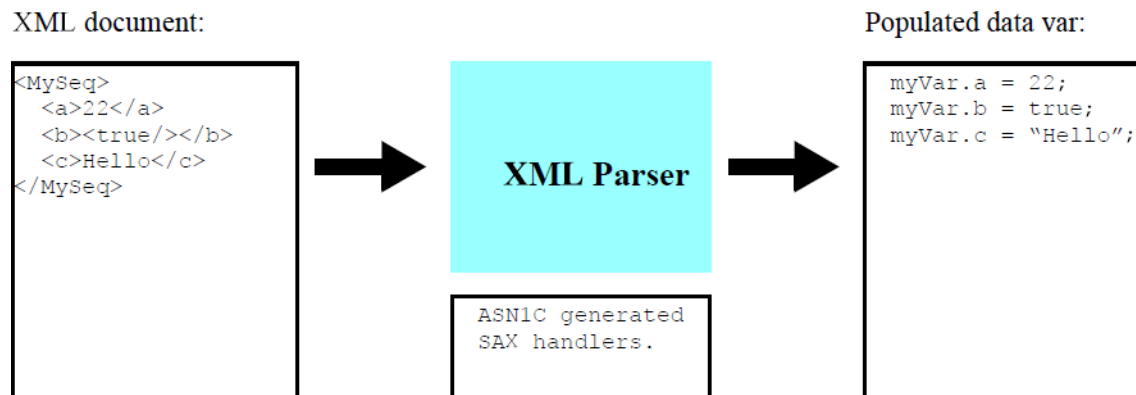 XML document:
<MySeq>
  <a>22</a>
  <b><true/></b>
  <c>Hello</c>
</MySeq>
XML Parser
ASN1C generated
SAX handlers.
Populated data var:
myVar.a = 22;
myVar.b = true;
myVar.c = “Hello”;